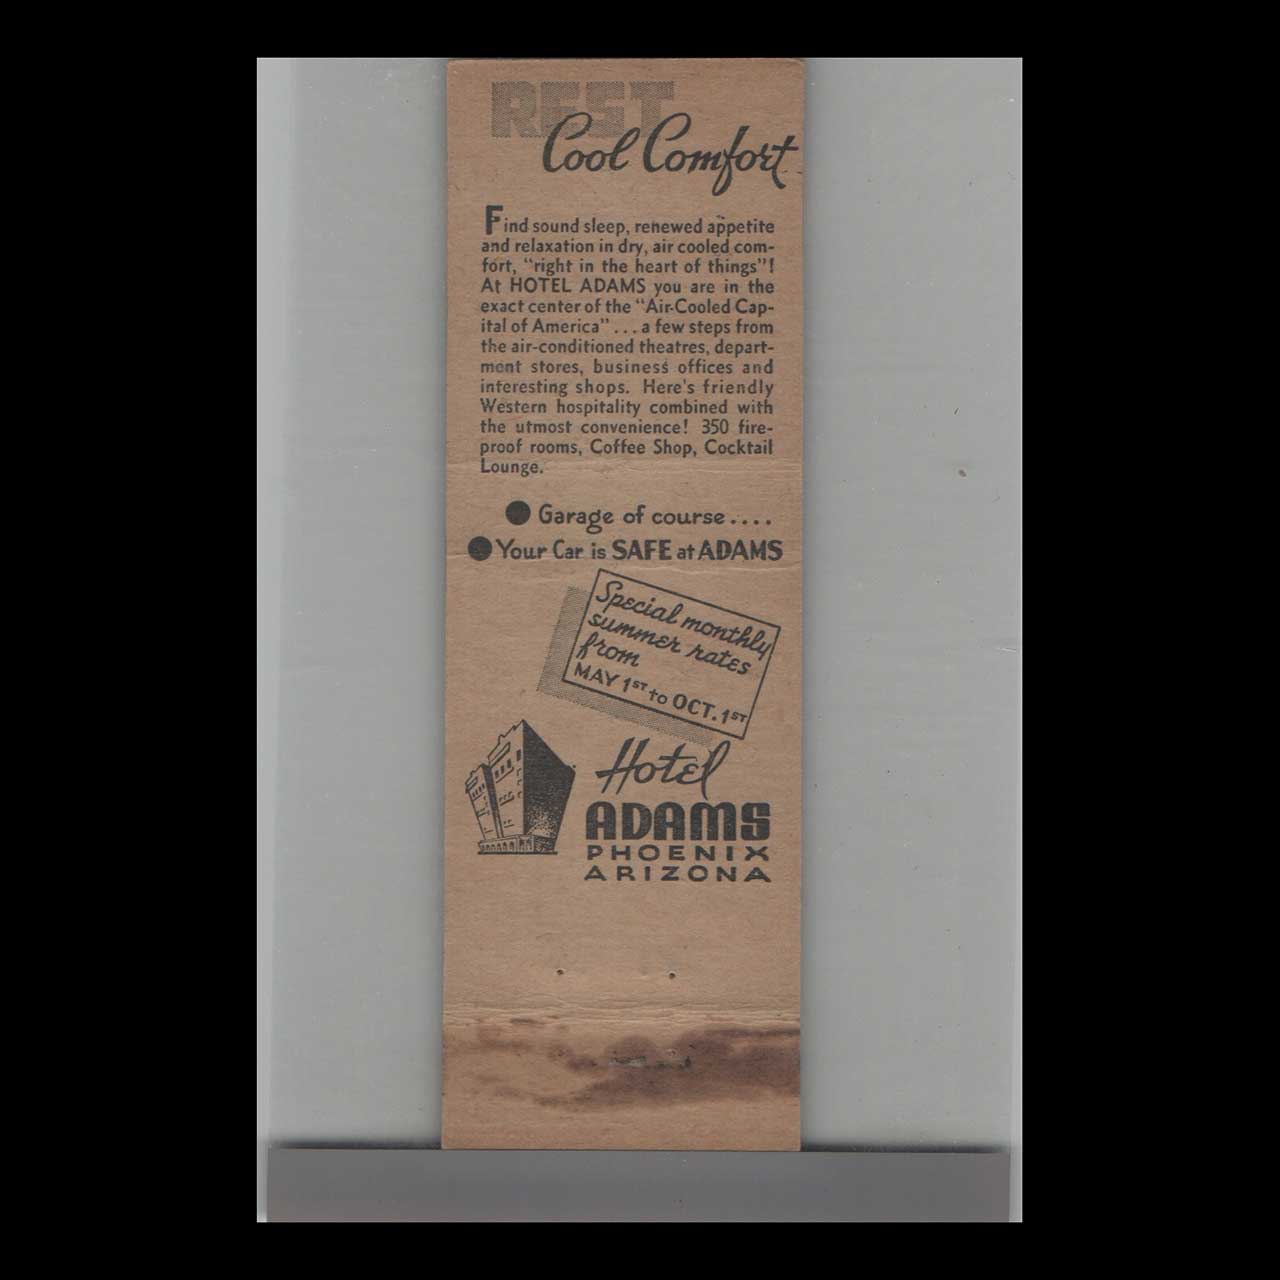 REST
Cool Comfort
Find sound sleep, renewed appetite
and relaxation in dry, air cooled com-
fort, "right in the heart of things"!
At HOTEL ADAMS you are in the
exact center of the "Air-Cooled Cap-
ital of America" ... a few steps from
the air-conditioned theatres, depart-
ment stores, business offices and
interesting shops. Here's friendly
Western hospitality combined with
the utmost convenience! 350 fire-
proof rooms, Coffee Shop, Cocktail
Lounge.
● Garage of course....
● Your Car is SAFE at ADAMS
Special monthly
summer rates
from
MAY 1ST to OCT. 1ST
Hotel
ADAMS
PHOENIX
ARIZONA